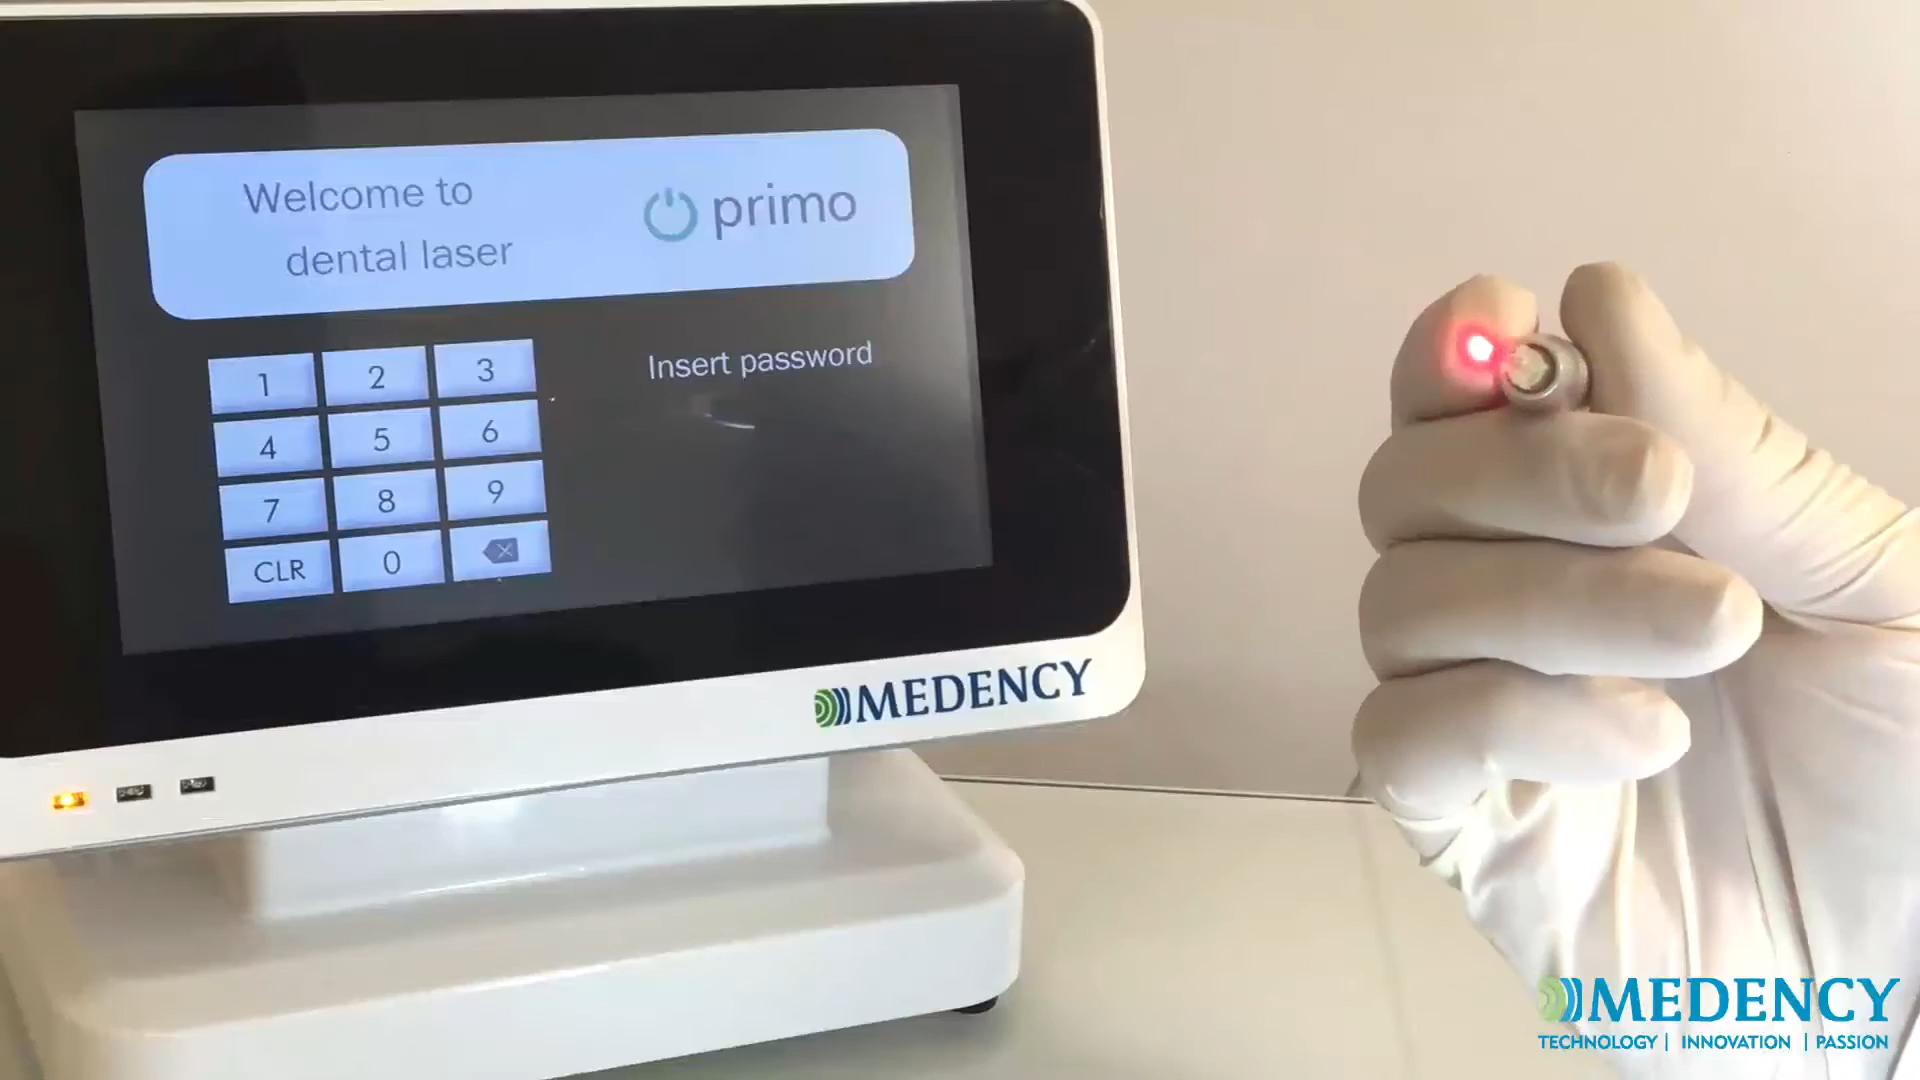 Welcome to
dental laser
primo
Insert password
1 2 3
4 5 6
7 8 9
CLR 0
MEDENCY
MEDENCY
TECHNOLOGY | INNOVATION | PASSION